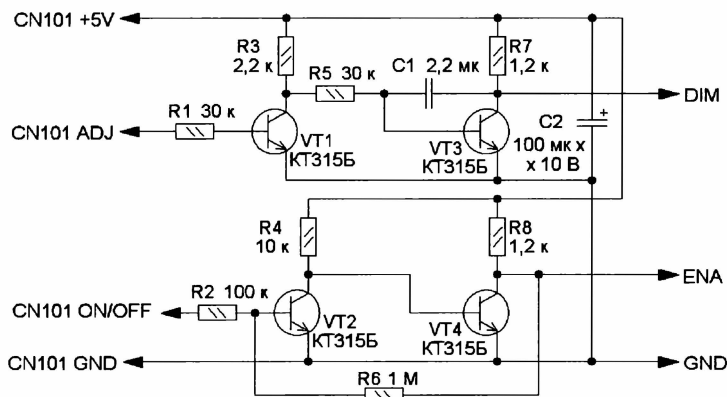 CN101 +5V
R3
2,2 к
R5 30 к
C1 2,2 мк
R7
1,2 к
DIM
R1 30 к
CN101 ADJ
VT1
КТ315Б
VT3
КТ315Б
C2
+
100 мк х
х 10 В
R4
10 к
R8
1,2 к
ENA
R2 100 к
CN101 ON/OFF
VT2
КТ315Б
VT4
КТ315Б
CN101 GND
GND
R6 1 М